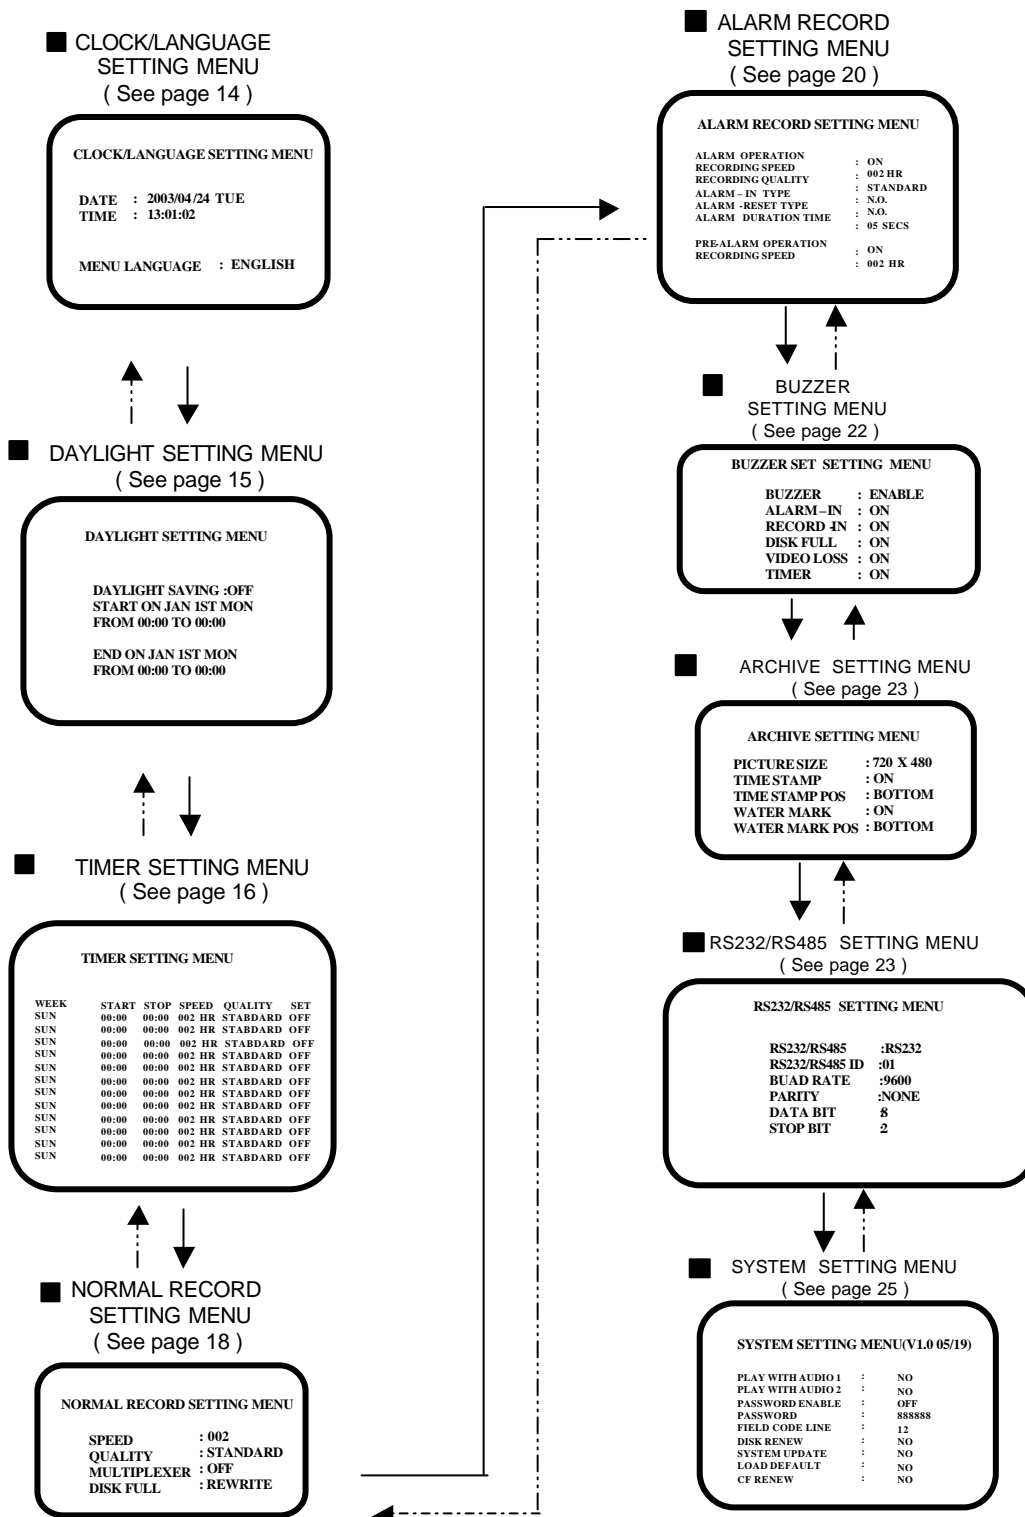 ■ CLOCK/LANGUAGE
SETTING MENU
( See page 14 )
CLOCK/LANGUAGE SETTING MENU
DATE : 2003/04/24 TUE
TIME : 13:01:02
MENU LANGUAGE : ENGLISH
■ DAYLIGHT SETTING MENU
( See page 15 )
DAYLIGHT SETTING MENU
DAYLIGHT SAVING :OFF
START ON JAN 1ST MON
FROM 00:00 TO 00:00
END ON JAN 1ST MON
FROM 00:00 TO 00:00
■ TIMER SETTING MENU
( See page 16 )
TIMER SETTING MENU
WEEK START STOP SPEED QUALITY SET
SUN 00:00 00:00 002 HR STABDARD OFF
SUN 00:00 00:00 002 HR STABDARD OFF
SUN 00:00 00:00 002 HR STABDARD OFF
SUN 00:00 00:00 002 HR STABDARD OFF
SUN 00:00 00:00 002 HR STABDARD OFF
SUN 00:00 00:00 002 HR STABDARD OFF
SUN 00:00 00:00 002 HR STABDARD OFF
SUN 00:00 00:00 002 HR STABDARD OFF
SUN 00:00 00:00 002 HR STABDARD OFF
SUN 00:00 00:00 002 HR STABDARD OFF
SUN 00:00 00:00 002 HR STABDARD OFF
SUN 00:00 00:00 002 HR STABDARD OFF
■ NORMAL RECORD
SETTING MENU
( See page 18 )
NORMAL RECORD SETTING MENU
SPEED : 002
QUALITY : STANDARD
MULTIPLEXER : OFF
DISK FULL : REWRITE
■ ALARM RECORD
SETTING MENU
( See page 20 )
ALARM RECORD SETTING MENU
ALARM OPERATION : ON
RECORDING SPEED : 002 HR
RECORDING QUALITY : STANDARD
ALARM – IN TYPE : N.O.
ALARM -RESET TYPE : N.O.
ALARM DURATION TIME : 05 SECS
PRE-ALARM OPERATION : ON
RECORDING SPEED : 002 HR
■ BUZZER
SETTING MENU
( See page 22 )
BUZZER SET SETTING MENU
BUZZER : ENABLE
ALARM – IN : ON
RECORD -IN : ON
DISK FULL : ON
VIDEO LOSS : ON
TIMER : ON
■ ARCHIVE SETTING MENU
( See page 23 )
ARCHIVE SETTING MENU
PICTURE SIZE : 720 X 480
TIME STAMP : ON
TIME STAMP POS : BOTTOM
WATER MARK : ON
WATER MARK POS : BOTTOM
■ RS232/RS485 SETTING MENU
( See page 23 )
RS232/RS485 SETTING MENU
RS232/RS485 :RS232
RS232/RS485 ID :01
BUAD RATE :9600
PARITY :NONE
DATA BIT :8
STOP BIT :2
■ SYSTEM SETTING MENU
( See page 25 )
SYSTEM SETTING MENU(V1.0 05/19)
PLAY WITH AUDIO 1 : NO
PLAY WITH AUDIO 2 : NO
PASSWORD ENABLE : OFF
PASSWORD : 888888
FIELD CODE LINE : 12
DISK RENEW : NO
SYSTEM UPDATE : NO
LOAD DEFAULT : NO
CF RENEW : NO